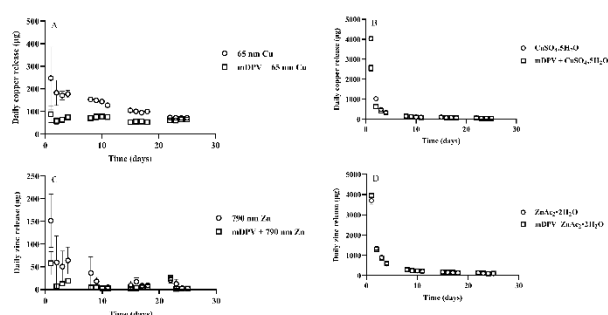 A
Daily copper release (µg)
500
400
300
200
100
0
0
10
20
30
Time (days)
65 nm Cu
mDPV + 65 nm Cu
B
Daily copper release (µg)
5000
4000
3000
2000
1000
0
0
10
20
30
Time (days)
mDPV + CuSO₄.5H₂O
C
Daily zinc release (µg)
250
200
150
100
50
0
0
10
20
30
Time (days)
790 nm Zn
mDPV + 790 nm Zn
D
Daily zinc release (µg)
5000
4000
3000
2000
1000
0
0
10
20
30
Time (days)
ZnAc₂•2H₂O
mDPV ZnAc₂•2H₂O